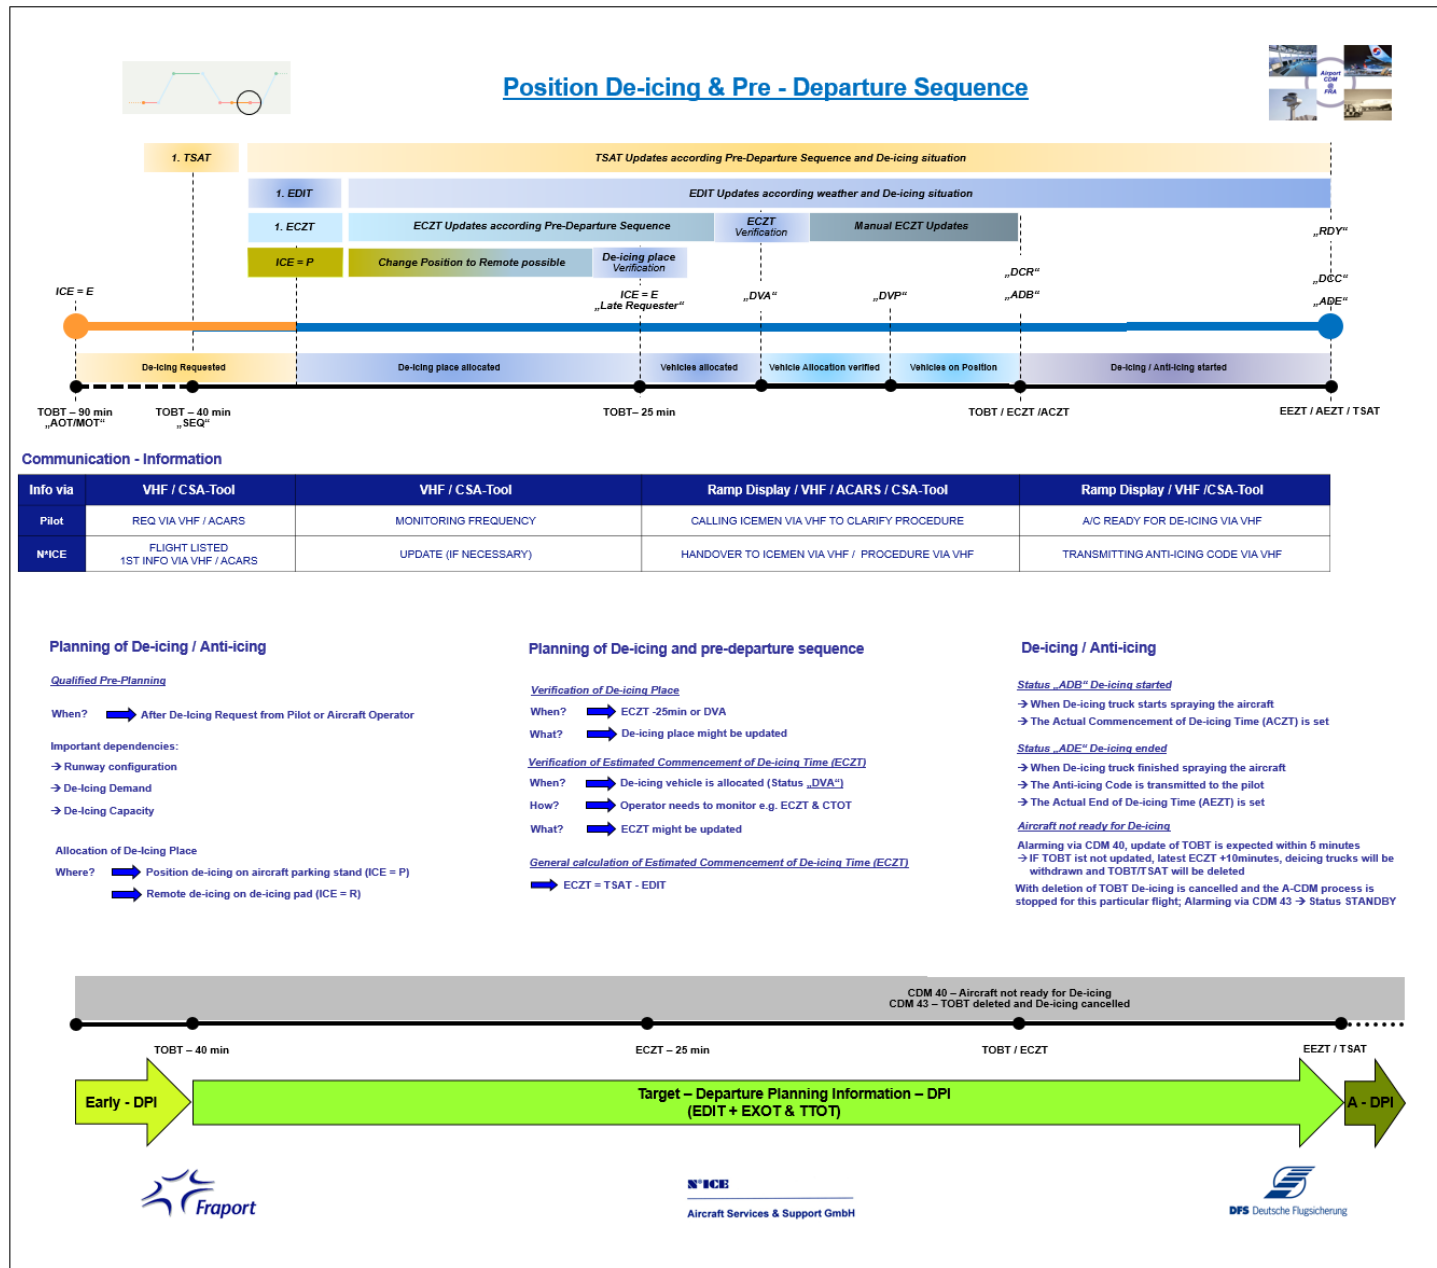 Position De-icing & Pre - Departure Sequence
Airport
CDM
@
FRA
1. TSAT
TSAT Updates according Pre-Departure Sequence and De-icing situation
1. EDIT
EDIT Updates according weather and De-icing situation
1. ECZT
ECZT Updates according Pre-Departure Sequence
ECZT
Verification
Manual ECZT Updates
ICE = P
Change Position to Remote possible
De-icing place
Verification
„RDY“
„DCR“
„DCC“
ICE = E
ICE = E
„Late Requester“
„DVA“
„DVP“
„ADB“
„ADE“
De-Icing Requested
De-Icing place allocated
Vehicles allocated
Vehicle Allocation verified
Vehicles on Position
De-Icing / Anti-icing started
TOBT – 90 min
„AOT/MOT“
TOBT – 40 min
„SEQ“
TOBT– 25 min
TOBT / ECZT /ACZT
EEZT / AEZT / TSAT
Communication - Information
Info via
VHF / CSA-Tool
VHF / CSA-Tool
Ramp Display / VHF / ACARS / CSA-Tool
Ramp Display / VHF /CSA-Tool
Pilot
REQ VIA VHF / ACARS
MONITORING FREQUENCY
CALLING ICEMEN VIA VHF TO CLARIFY PROCEDURE
A/C READY FOR DE-ICING VIA VHF
N*ICE
FLIGHT LISTED
1ST INFO VIA VHF / ACARS
UPDATE (IF NECESSARY)
HANDOVER TO ICEMEN VIA VHF / PROCEDURE VIA VHF
TRANSMITTING ANTI-ICING CODE VIA VHF
Planning of De-icing / Anti-icing
Qualified Pre-Planning
When? After De-Icing Request from Pilot or Aircraft Operator
Important dependencies:
→ Runway configuration
→ De-Icing Demand
→ De-Icing Capacity
Allocation of De-Icing Place
Where? Position de-icing on aircraft parking stand (ICE = P)
Remote de-icing on de-icing pad (ICE = R)
Planning of De-icing and pre-departure sequence
Verification of De-icing Place
When? ECZT -25min or DVA
What? De-icing place might be updated
Verification of Estimated Commencement of De-icing Time (ECZT)
When? De-icing vehicle is allocated (Status „DVA“)
How? Operator needs to monitor e.g. ECZT & CTOT
What? ECZT might be updated
General calculation of Estimated Commencement of De-icing Time (ECZT)
ECZT = TSAT - EDIT
De-icing / Anti-icing
Status „ADB“ De-icing started
→ When De-icing truck starts spraying the aircraft
→ The Actual Commencement of De-icing Time (ACZT) is set
Status „ADE“ De-icing ended
→ When De-icing truck finished spraying the aircraft
→ The Anti-icing Code is transmitted to the pilot
→ The Actual End of De-icing Time (AEZT) is set
Aircraft not ready for De-icing
Alarming via CDM 40, update of TOBT is expected within 5 minutes
→ IF TOBT ist not updated, latest ECZT +10minutes, deicing trucks will be
withdrawn and TOBT/TSAT will be deleted
With deletion of TOBT De-icing is cancelled and the A-CDM process is
stopped for this particular flight; Alarming via CDM 43 → Status STANDBY
CDM 40 – Aircraft not ready for De-icing
CDM 43 – TOBT deleted and De-icing cancelled
TOBT – 40 min
ECZT – 25 min
TOBT / ECZT
EEZT / TSAT
Early - DPI
Target – Departure Planning Information – DPI
(EDIT + EXOT & TTOT)
A - DPI
Fraport
N*ICE
Aircraft Services & Support GmbH
DFS Deutsche Flugsicherung